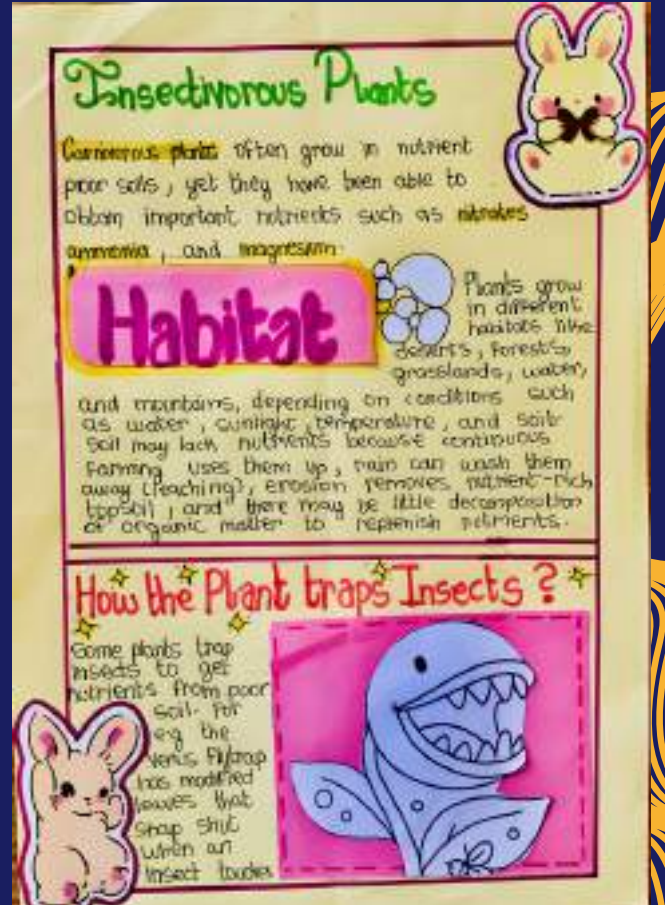 Insectivorous Plants
Carnivorous plants often grow in nutrient
poor soils, yet they have been able to
obtain important nutrients such as nitrates
ammonia, and magnesium.
Habitat
Plants grow
in different
habitats like
deserts, forests,
grasslands, water,
and mountains, depending on conditions such
as water, sunlight, temperature, and soil.
Soil may lack nutrients because continuous
farming uses them up, rain can wash them
away (leaching), erosion removes nutrient-rich
topsoil, and there may be little decomposition
of organic matter to replenish nutrients.
How the Plant traps Insects?
Some plants trap
insects to get
nutrients from poor
soil. For
eg the
Venus flytrap
has modified
leaves that
snap shut
when an
insect touches